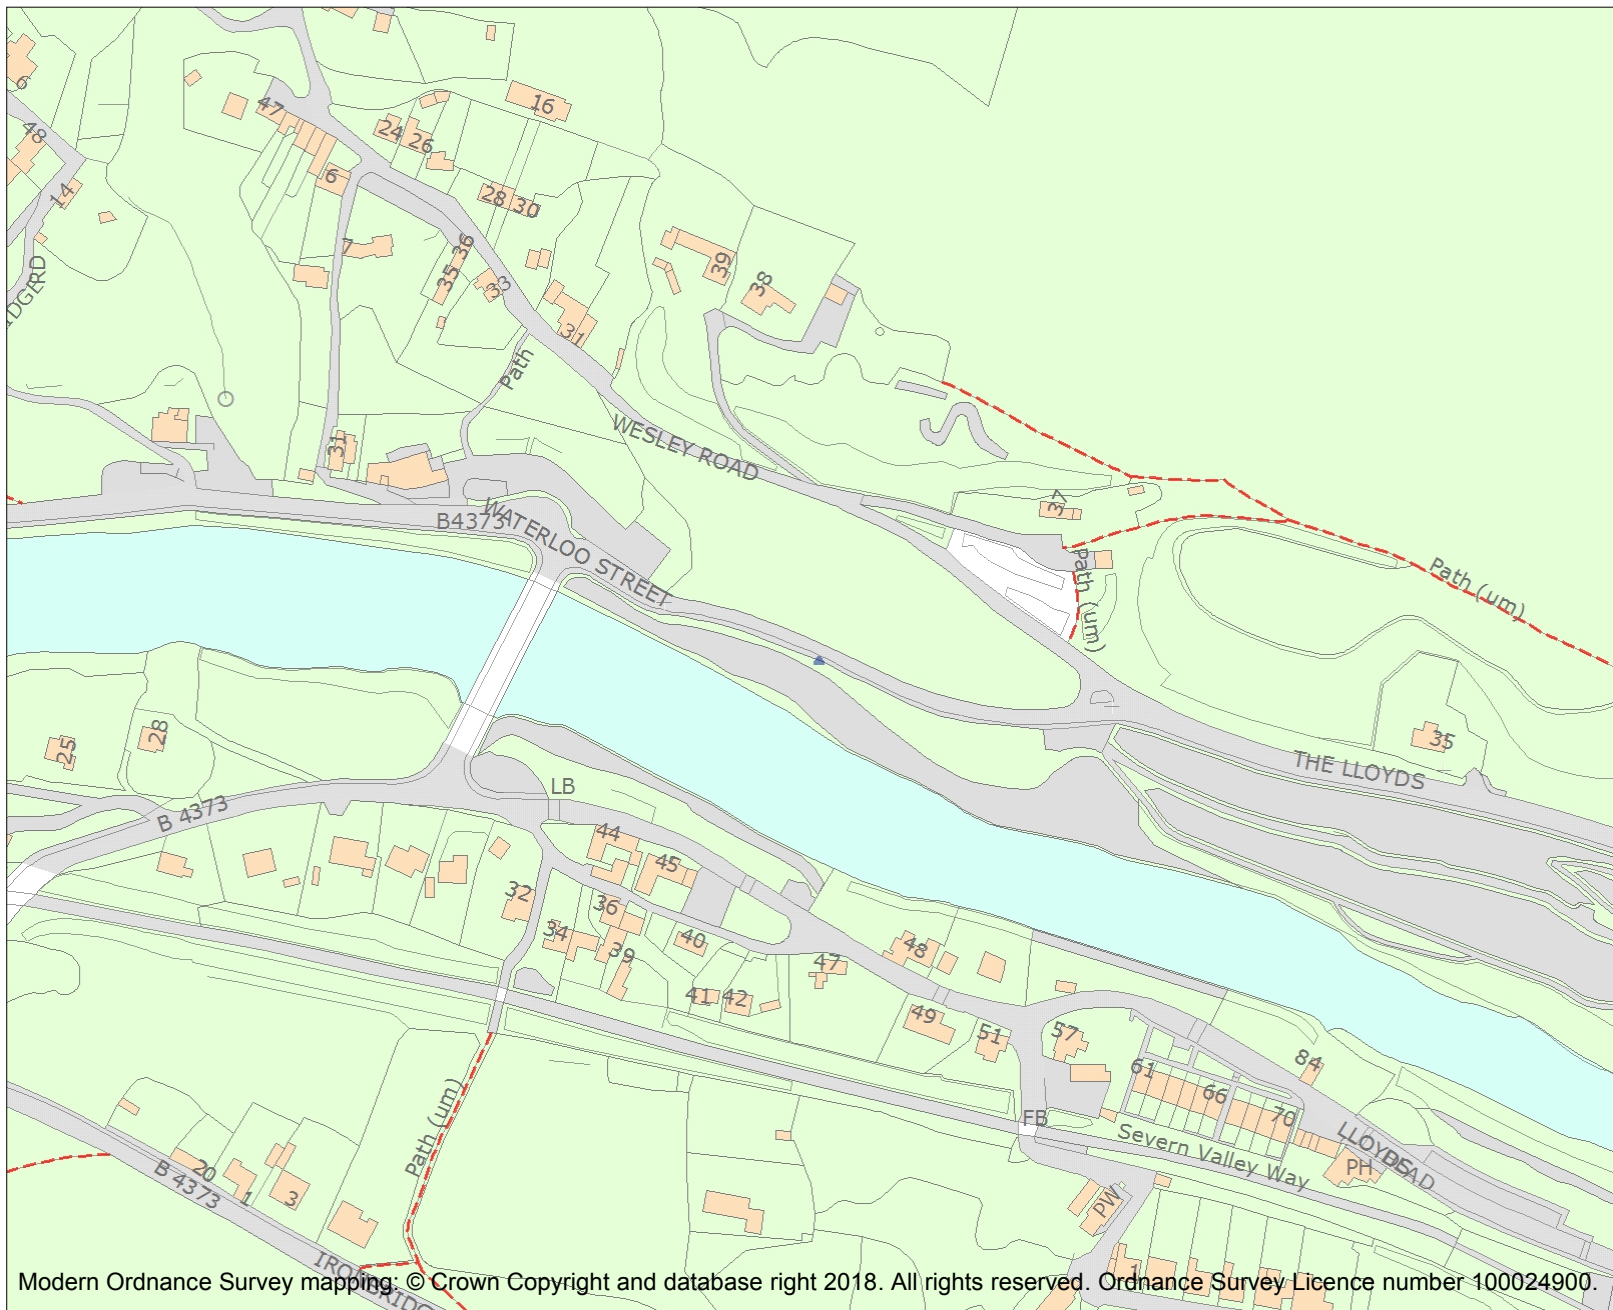 16
6
47
24 26
48
6
14
28 30
36
7
39
35
33
38
RD
31
Path
31
WESLEY ROAD
37
WATERLOO STREET
B4373
Path (um)
Path (um)
28
25
35
THE LLOYDS
LB
B 4373
44
45
32
36
34
40
39
48
47
41 42
49
51
57
84
61
66
70
FB
Path (um)
Severn Valley Way
LLOYDS
HEAD
PH
20
B 4373
1
3
PW
1
Modern Ordnance Survey mapping: © Crown Copyright and database right 2018. All rights reserved. Ordnance Survey Licence number 100024900.